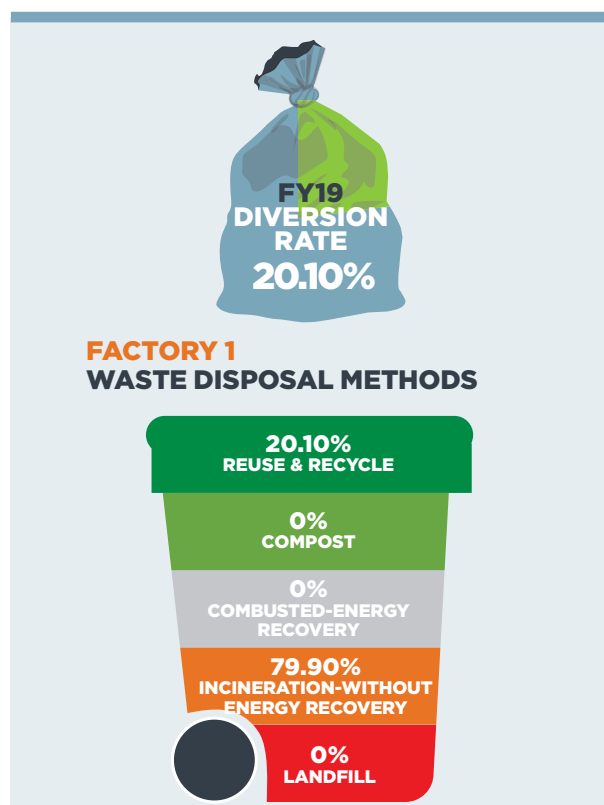 FY19
DIVERSION
RATE
20.10%
FACTORY 1
WASTE DISPOSAL METHODS
20.10%
REUSE & RECYCLE
0%
COMPOST
0%
COMBUSTED-ENERGY
RECOVERY
79.90%
INCINERATION-WITHOUT
ENERGY RECOVERY
0%
LANDFILL